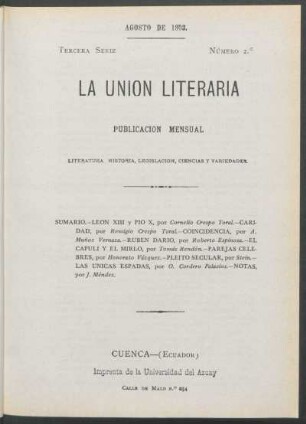 AGOSTO DE 1862.
TERCERA SERIE NÚMERO 2.º
LA UNION LITERARIA
PUBLICACION MENSUAL
LITERATURA, HISTORIA, LEGISLACION, CIENCIAS Y VARIEDADES.
SUMARIO.—LEON XIII y PIO X, por Cornelio Crespo Toral.—CARI-
DAD, por Remigio Crespo Toral.—COINCIDENCIA, por A.
Muñoz Vernaza.—RUBEN DARIO, por Roberto Espinosa.—EL
CAPULI Y EL MIRLO, por Tomás Rendón.—PAREJAS CELE-
BRES, por Honorato Vázquez.—PLEITO SECULAR, por Stein.—
LAS UNICAS ESPADAS, por O. Cordero Palacios.—NOTAS,
por J. Méndez.
CUENCA—(ECUADOR)
Imprenta de la Universidad del Azuay
CALLE DE MALO n.º 294